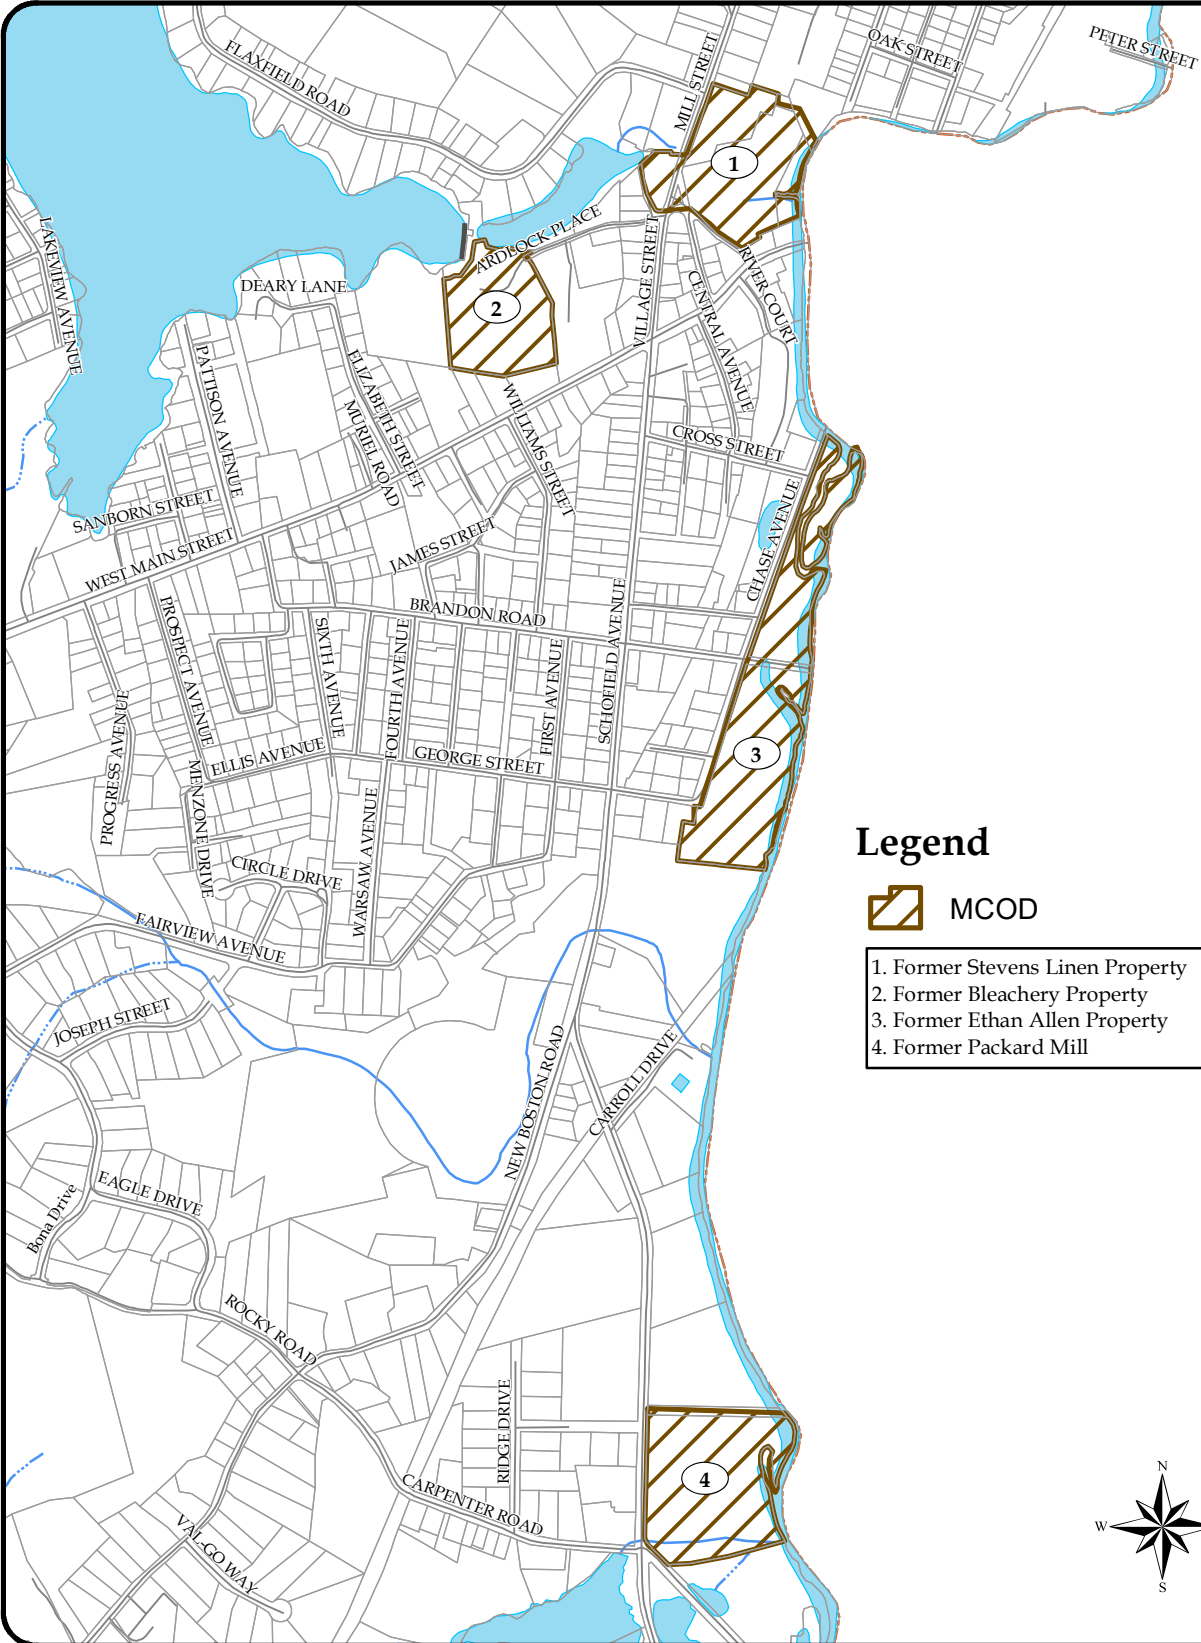 OAK STREET
PETER STREET
FLAXFIELD ROAD
MILL STREET
1
LAKEVIEW AVENUE
ARDLOCK PLACE
VILLAGE STREET
RIVER COURT
DEARY LANE
2
CENTRAL AVENUE
PATTISON AVENUE
ELIZABETH STREET
MURIEL ROAD
WILLIAMS STREET
CROSS STREET
SANBORN STREET
CHASE AVENUE
WEST MAIN STREET
JAMES STREET
BRANDON ROAD
PROSPECT AVENUE
SIXTH AVENUE
FOURTH AVENUE
FIRST AVENUE
SCHOFIELD AVENUE
PROGRESS AVENUE
ELLIS AVENUE
GEORGE STREET
3
MENZONE DRIVE
WARSAW AVENUE
CIRCLE DRIVE
Legend
MCOD
FAIRVIEW AVENUE
1. Former Stevens Linen Property
2. Former Bleachery Property
3. Former Ethan Allen Property
4. Former Packard Mill
JOSEPH STREET
NEW BOSTON ROAD
CARROLL DRIVE
EAGLE DRIVE
Bona Drive
ROCKY ROAD
RIDGE DRIVE
4
CARPENTER ROAD
VAL-GO WAY
N
W
S